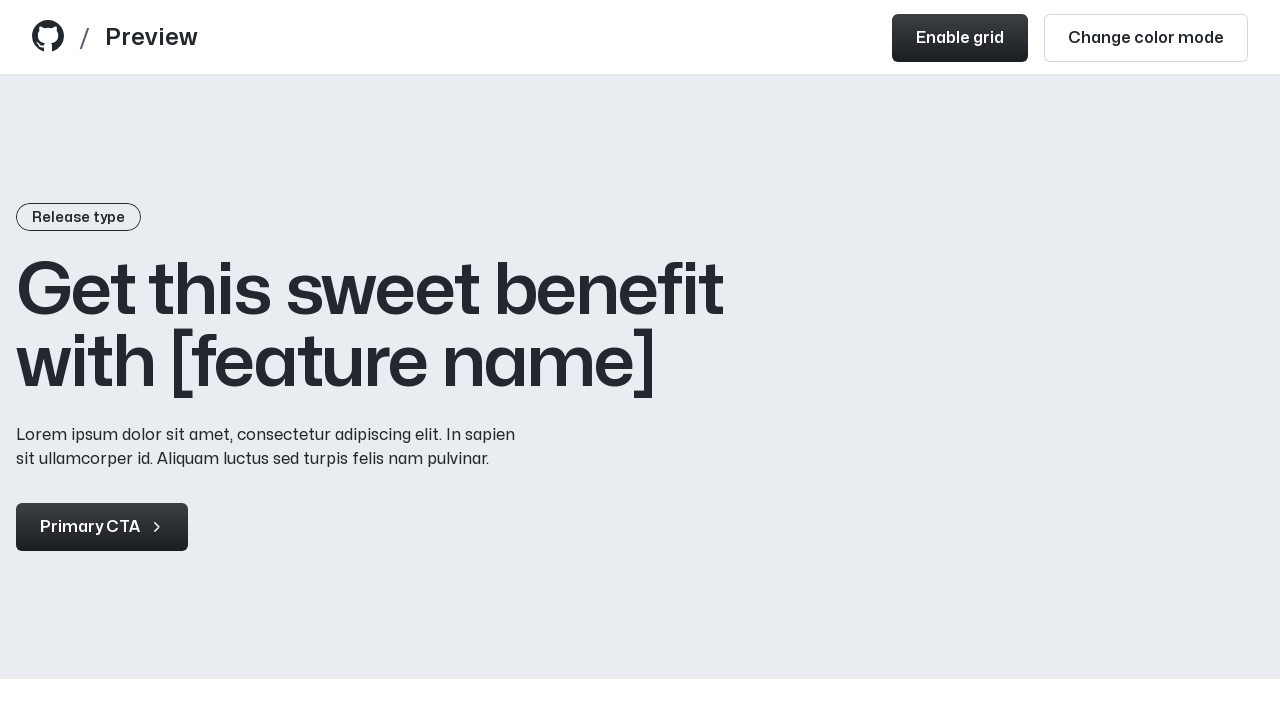 / Preview
Enable grid
Change color mode
Release type
Get this sweet benefit
with [feature name]
Lorem ipsum dolor sit amet, consectetur adipiscing elit. In sapien
sit ullamcorper id. Aliquam luctus sed turpis felis nam pulvinar.
Primary CTA